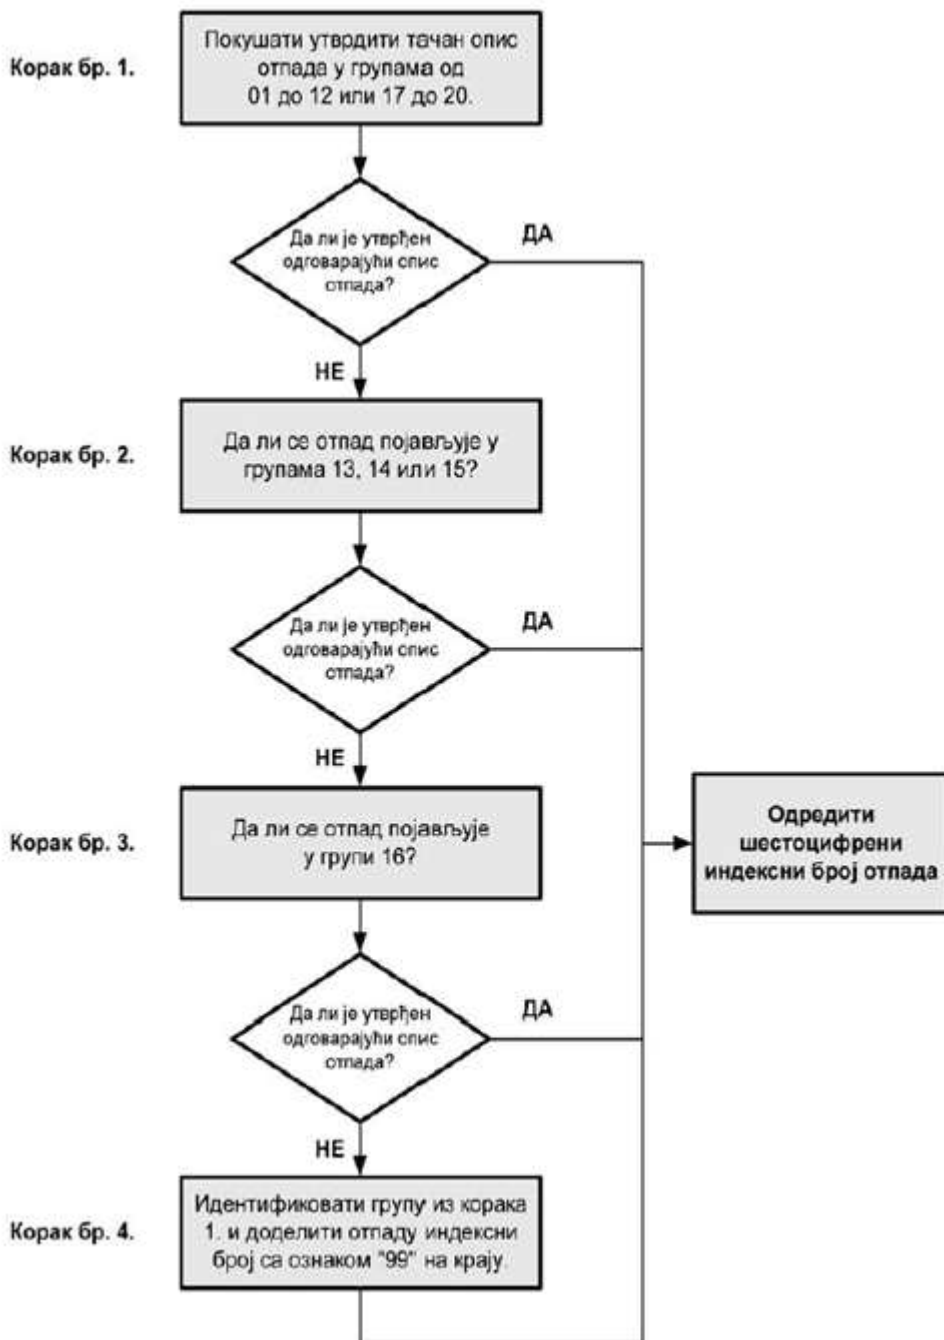 Корак бр. 1.
Покушати утврдити тачан опис
отпада у групама од
01 до 12 или 17 до 20.
Да ли је утврђен
одговарајући опис
отпада?
ДА
НЕ
Корак бр. 2.
Да ли се отпад појављује у
групама 13, 14 или 15?
Да ли је утврђен
одговарајући опис
отпада?
ДА
НЕ
Корак бр. 3.
Да ли се отпад појављује
у групи 16?
Одредити
шестоцифрени
индексни број отпада
Да ли је утврђен
одговарајући опис
отпада?
ДА
НЕ
Корак бр. 4.
Идентификовати групу из корака
1. и доделити отпаду индексни
број са ознаком "99" на крају.